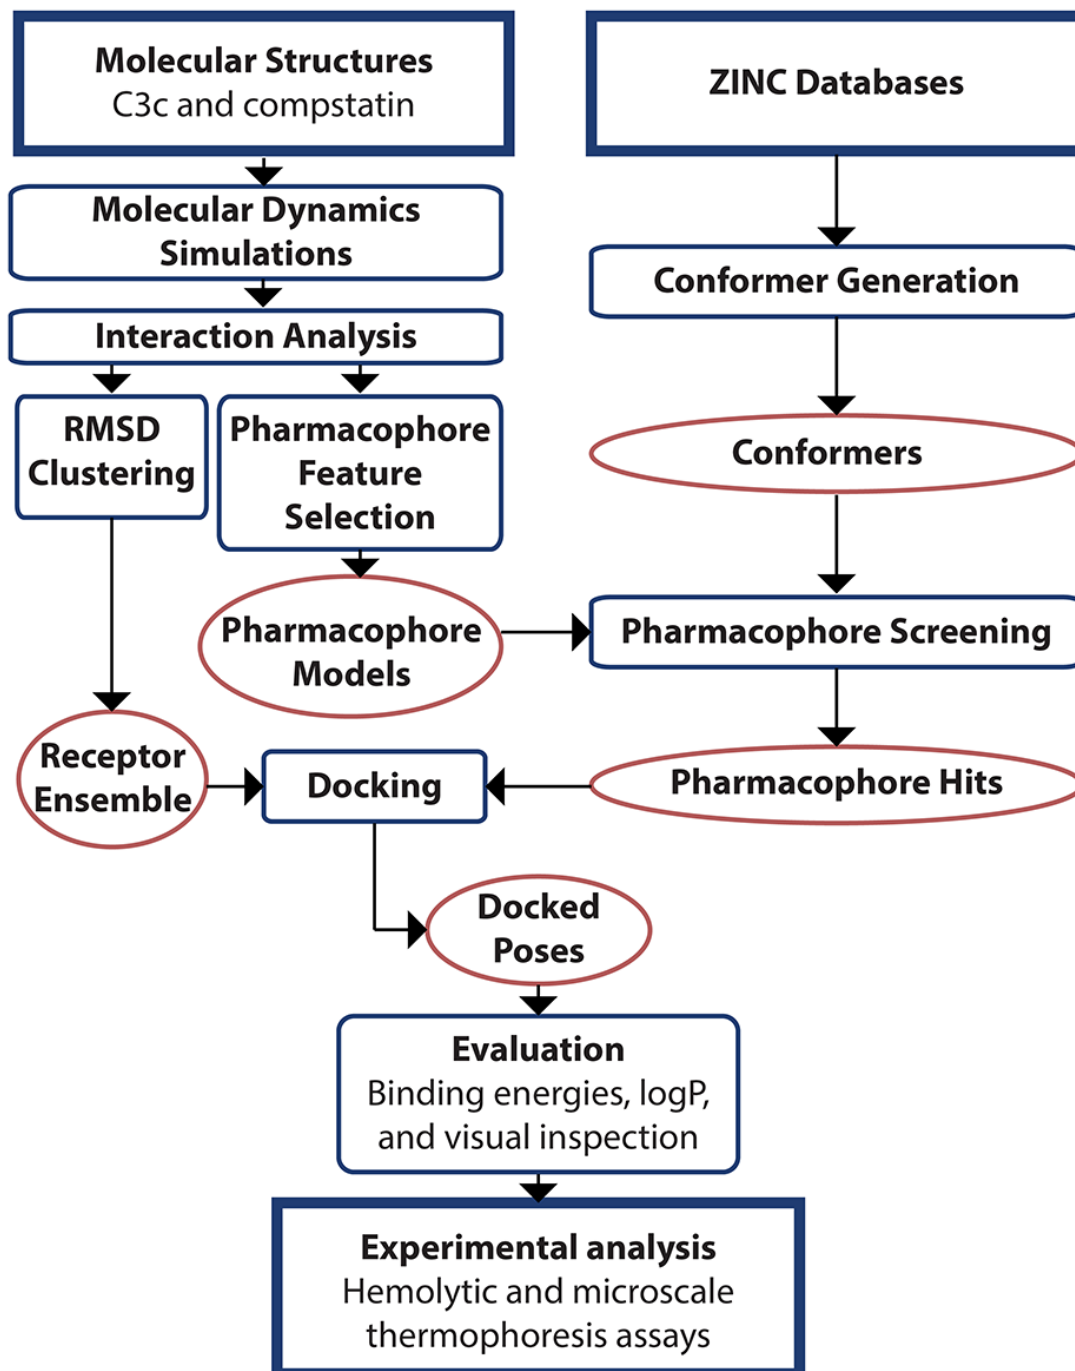 Molecular Structures
C3c and compstatin
ZINC Databases
Molecular Dynamics
Simulations
Conformer Generation
Interaction Analysis
RMSD
Clustering
Pharmacophore
Feature
Selection
Conformers
Pharmacophore
Models
Pharmacophore Screening
Receptor
Ensemble
Docking
Pharmacophore Hits
Docked
Poses
Evaluation
Binding energies, logP,
and visual inspection
Experimental analysis
Hemolytic and microscale
thermophoresis assays